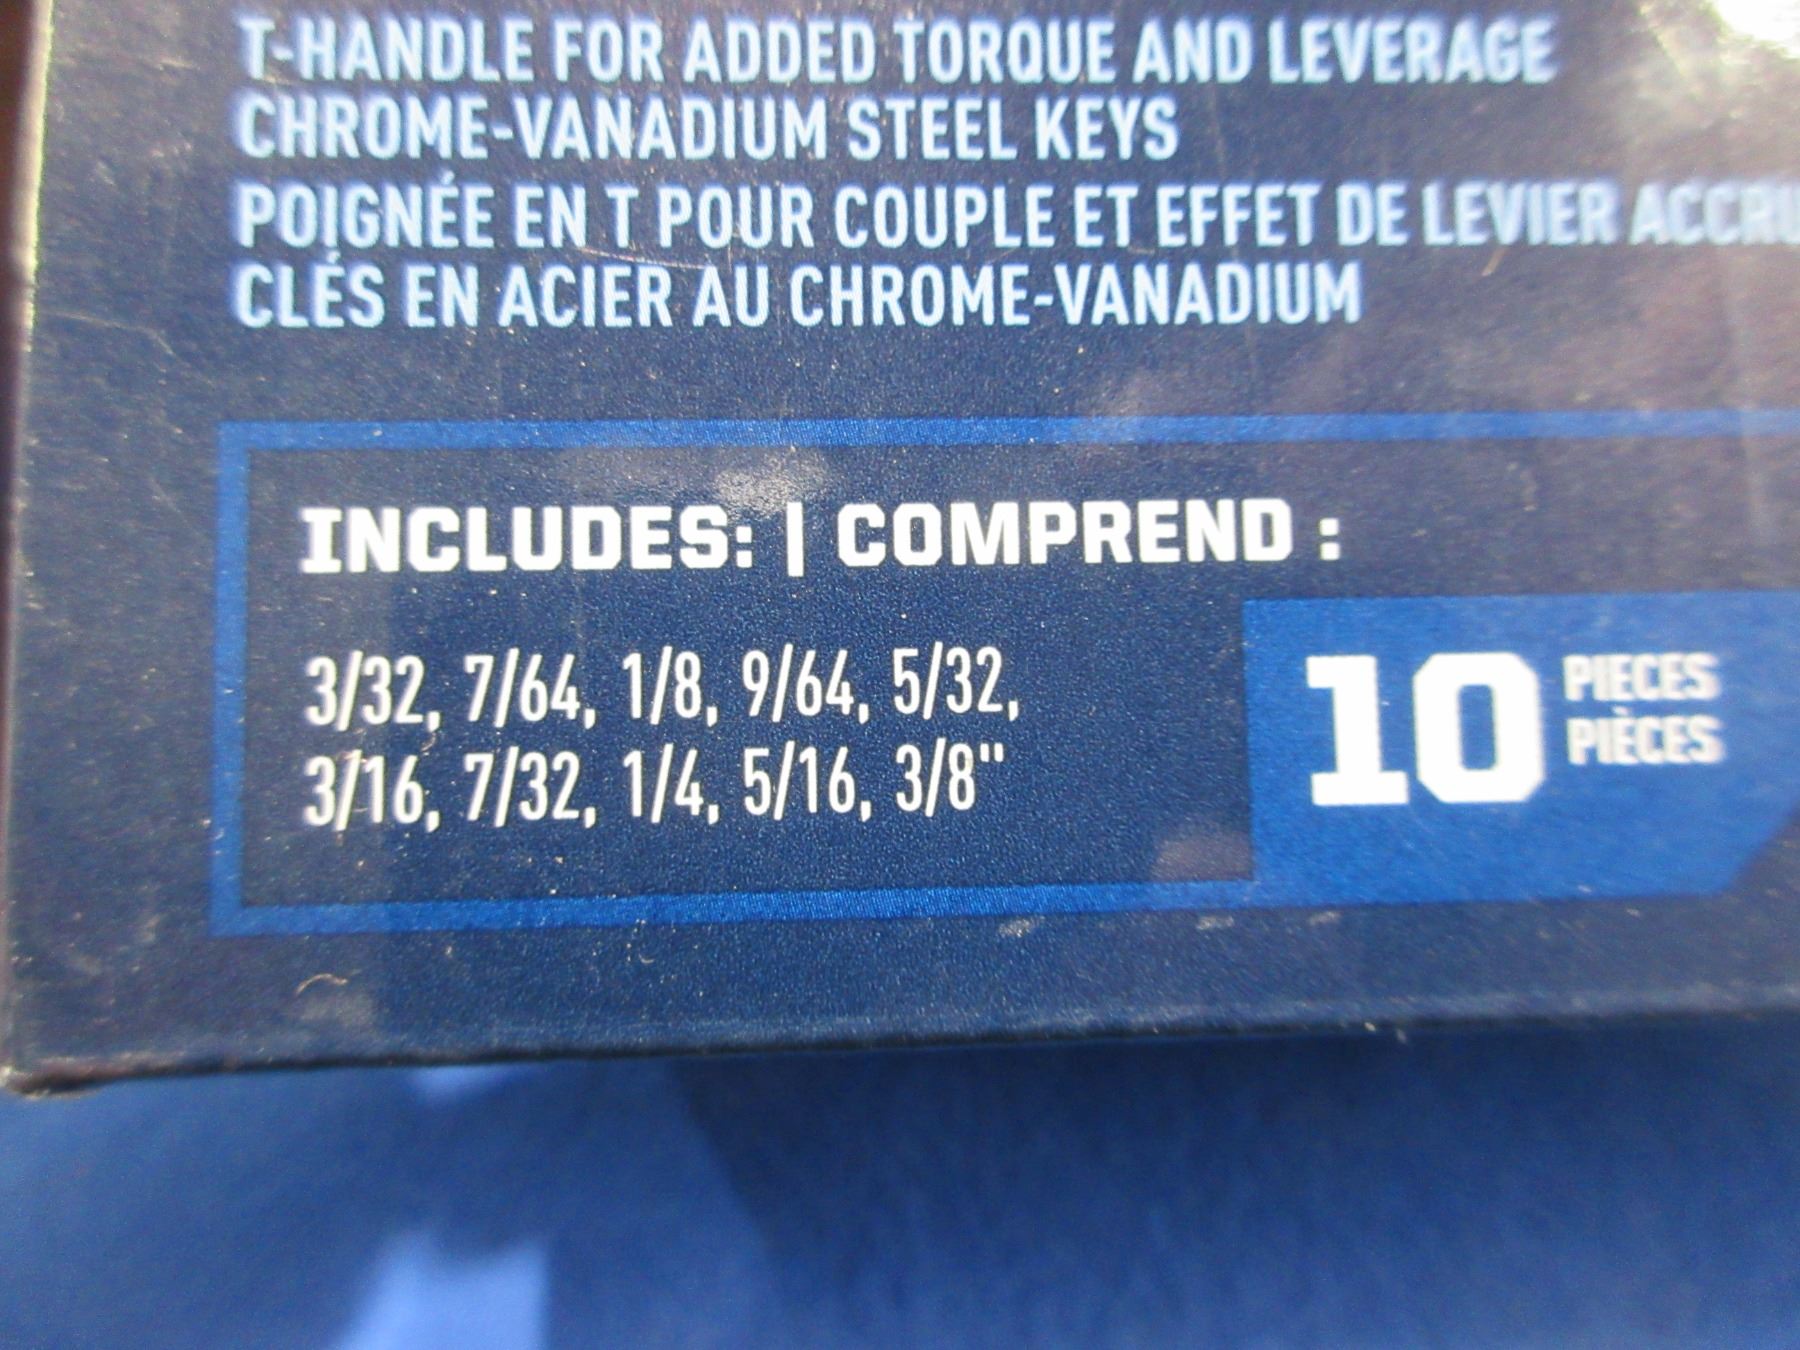 T-HANDLE FOR ADDED TORQUE AND LEVERAGE
CHROME-VANADIUM STEEL KEYS
POIGNÉE EN T POUR COUPLE ET EFFET DE LEVIER ACCRU
CLÉS EN ACIER AU CHROME-VANADIUM
INCLUDES: | COMPREND :
3/32, 7/64, 1/8, 9/64, 5/32,
3/16, 7/32, 1/4, 5/16, 3/8"
10 PIECES
PIÈCES